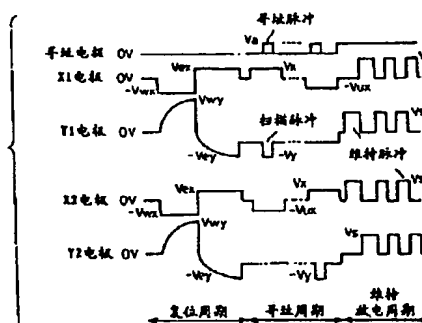 寻址脉冲
Va
寻址电极 0V
Vex Vx V
X1电极 0V
-Vwx -Vux
Vwy
扫描脉冲 Vs
Y1电极 0V
-Vey -Vy 维持脉冲
Vex Vx Vs
X2电极 0V
-Vwx -Vux
Vwy
Vs
Y2电极 0V
-Vey -Vy
复位周期 寻址周期 维持放电周期